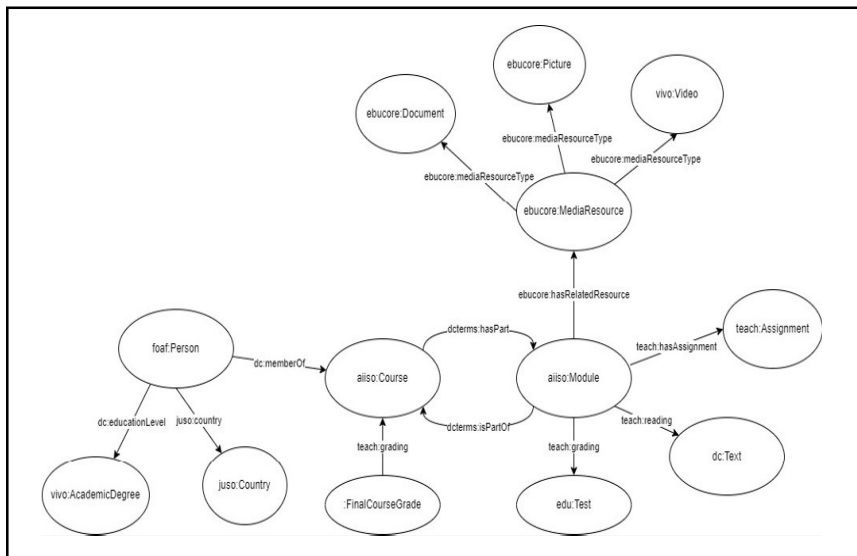 ebucore:Picture
vivo:Video
ebucore:Document
ebucore:mediaResourceType
ebucore:mediaResourceType
ebucore:mediaResourceType
ebucore:MediaResource
ebucore:hasRelatedResource
teach:Assignment
dcterms:hasPart
foaf:Person
teach:hasAssignment
dc:memberOf
aiiso:Course
aiiso:Module
teach:reading
dc:educationLevel
juso:country
dcterms:isPartOf
teach:grading
teach:grading
dc:Text
juso:Country
vivo:AcademicDegree
:FinalCourseGrade
edu:Test